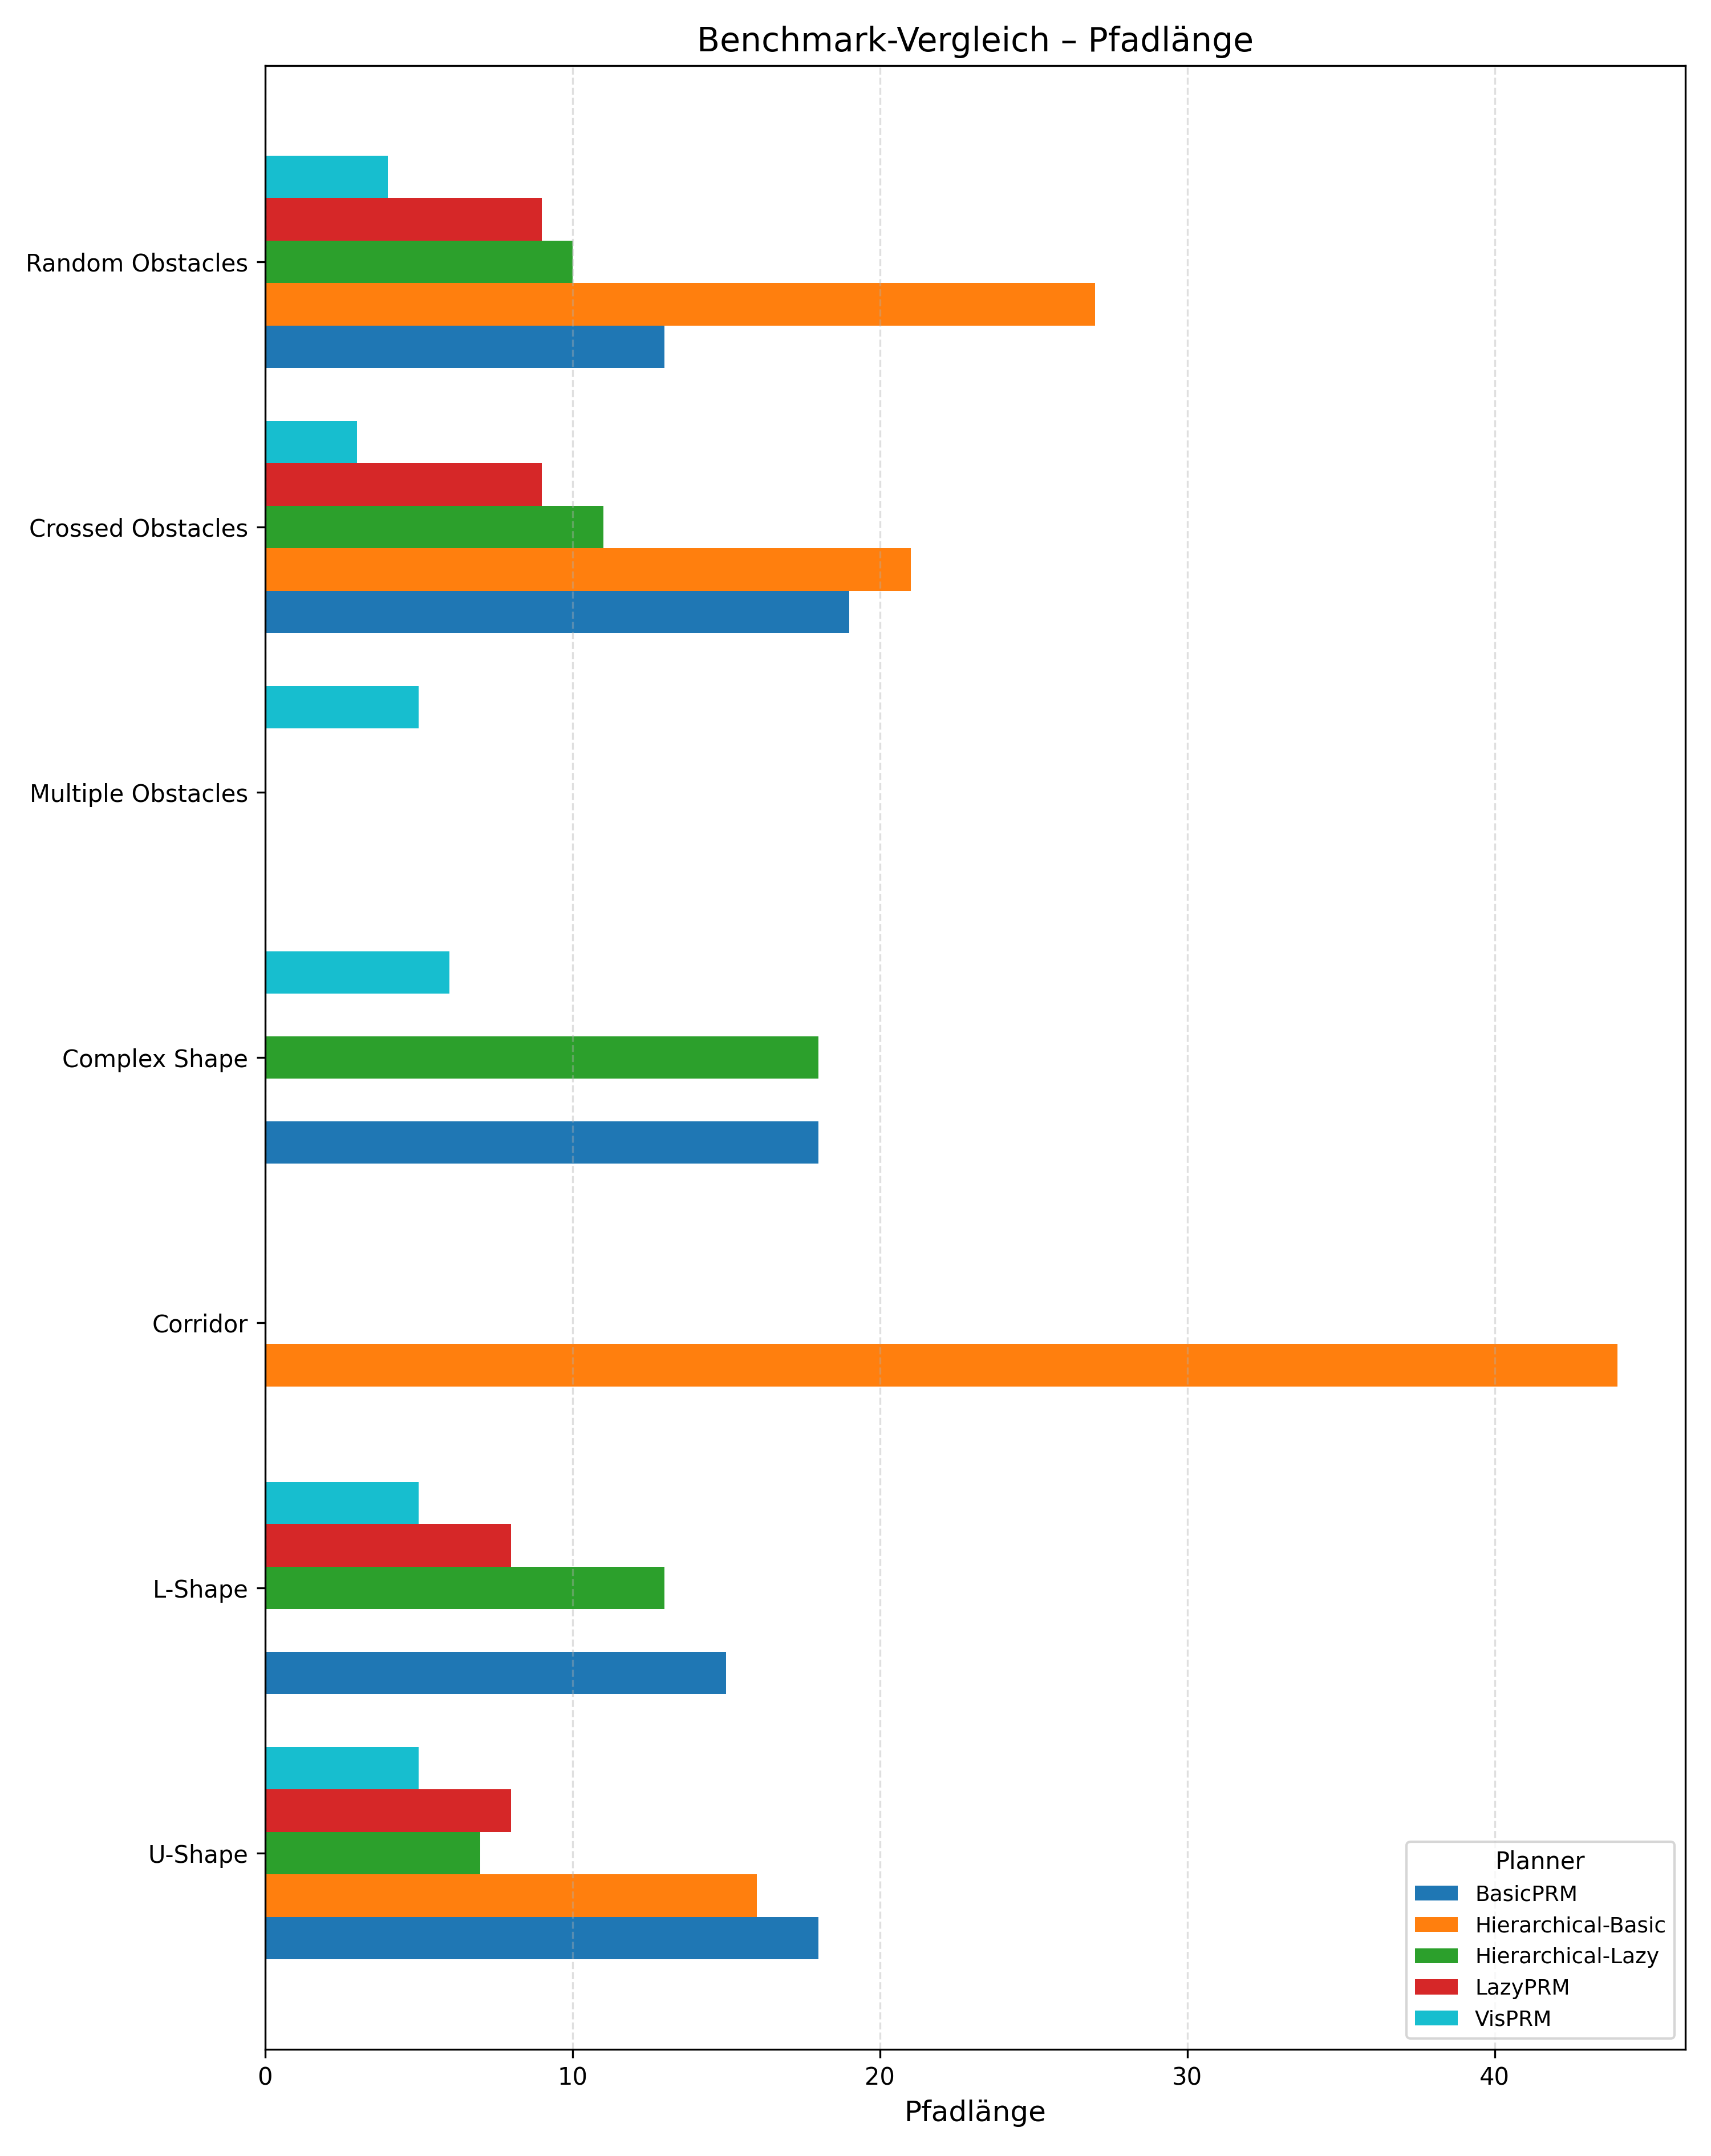 Benchmark-Vergleich – Pfadlänge
Random Obstacles
Crossed Obstacles
Multiple Obstacles
Complex Shape
Corridor
L-Shape
U-Shape
Planner
BasicPRM
Hierarchical-Basic
Hierarchical-Lazy
LazyPRM
VisPRM
0 10 20 30 40
Pfadlänge